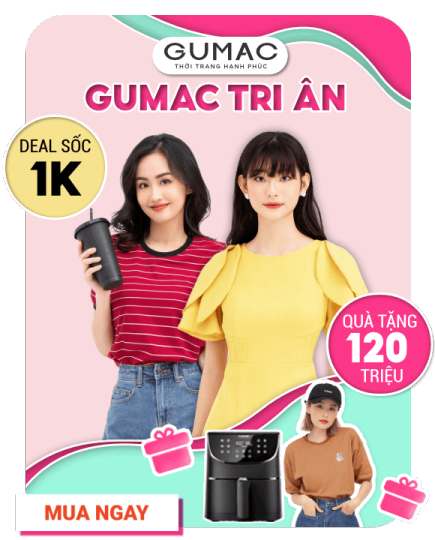 GUMAC
THỜI TRANG HẠNH PHÚC
GUMAC TRI ÂN
DEAL SỐC
1K
QUÀ TẶNG
120
TRIỆU
MUA NGAY